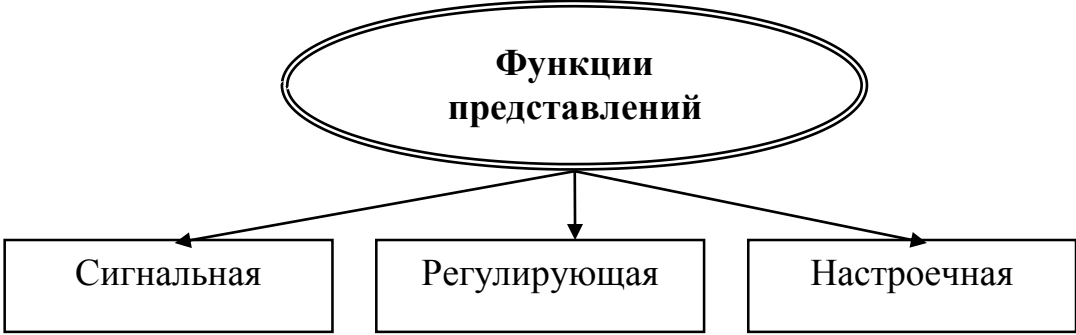 Функции
представлений
Сигнальная
Регулирующая
Настроечная